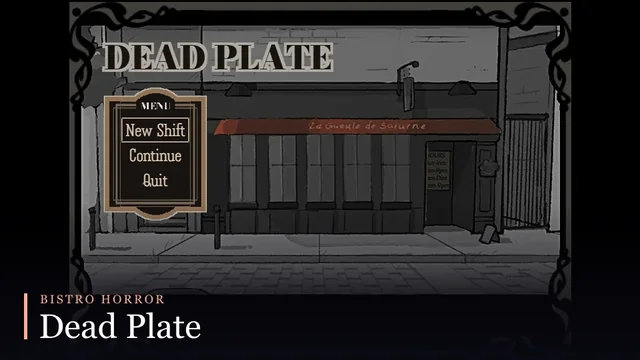 DEAD PLATE
MENU
New Shift
Continue
Quit
La Gueule de Saturne
BISTRO HORROR
Dead Plate